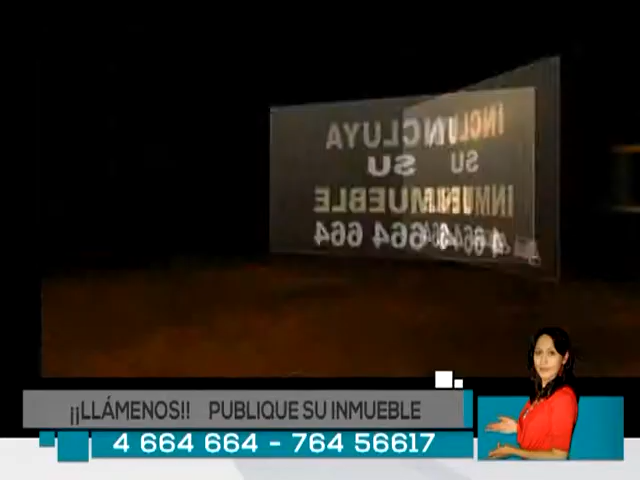 INCLUYA
SU
INMUEBLE
4 664 664
¡¡LLÁMENOS!! PUBLIQUE SU INMUEBLE
4 664 664 - 764 56617